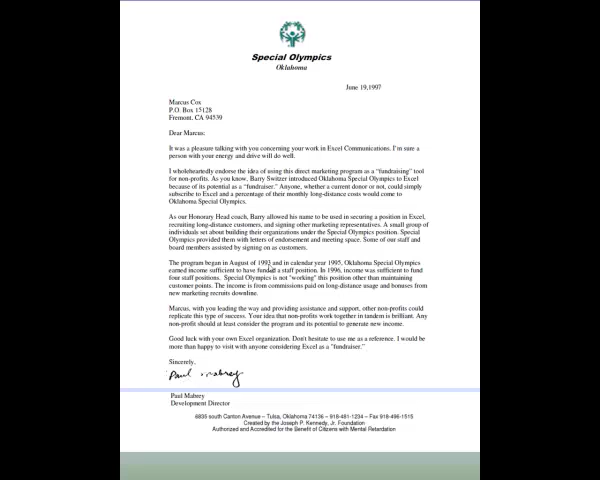 Special Olympics
Oklahoma
June 19,1997
Marcus Cox
P.O. Box 15128
Fremont, CA 94539
Dear Marcus:
It was a pleasure talking with you concerning your work in Excel Communications. I'm sure a
person with your energy and drive will do well.
I wholeheartedly endorse the idea of using this direct marketing program as a “fundraising” tool
for non-profits. As you know, Barry Switzer introduced Oklahoma Special Olympics to Excel
because of its potential as a “fundraiser.” Anyone, whether a current donor or not, could simply
subscribe to Excel and a percentage of their monthly long-distance costs would come to
Oklahoma Special Olympics.
As our Honorary Head coach, Barry allowed his name to be used in securing a position in Excel,
recruiting long-distance customers, and signing other marketing representatives. A small group of
individuals set about building their organizations under the Special Olympics position. Special
Olympics provided them with letters of endorsement and meeting space. Some of our staff and
board members assisted by signing on as customers.
The program began in August of and in calendar year 1995, Oklahoma Special Olympics
earned income sufficient to have funded a staff position. In 1996, income was sufficient to fund
four staff positions. Special Olympics is not "working" this position other than maintaining
customer points. The income is from commissions paid on long-distance usage and bonuses from
new marketing recruits downline.
Marcus, with you leading the way and providing assistance and support, other non-profits could
replicate this type of success. Your idea that non-profits work together in tandem is brilliant. Any
non-profit should at least consider the program and its potential to generate new income.
Good luck with your own Excel organization. Don't hesitate to use me as a reference. I would be
more than happy to visit with anyone considering Excel as a "fundraiser."
Sincerely,
Paul Mabrey
Paul Mabrey
Development Director
6835 south Canton Avenue – Tulsa, Oklahoma 74136 – 918-481-1234 – Fax 918-496-1515
Created by the Joseph P. Kennedy, Jr. Foundation
Authorized and Accredited for the Benefit of Citizens with Mental Retardation